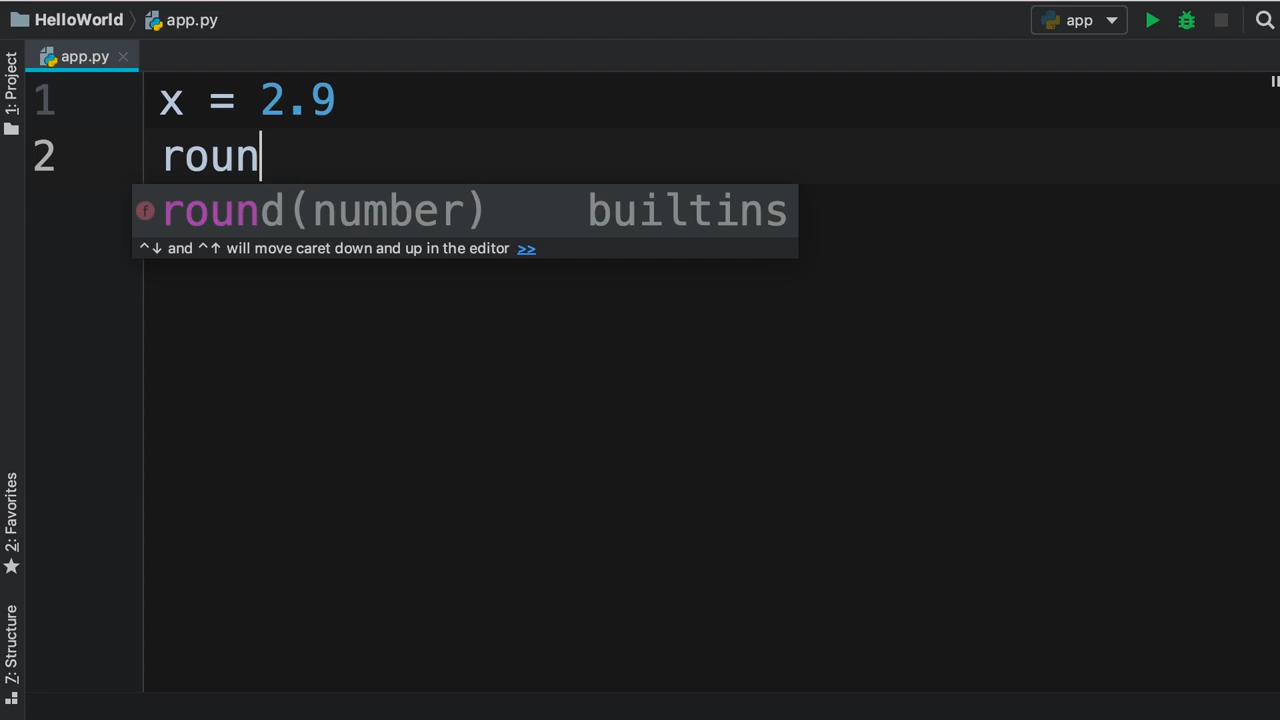 HelloWorld app.py app
app.py
1: Project
1 x = 2.9
2 roun
round(number) builtins
^↓ and ^↑ will move caret down and up in the editor >>
2: Favorites
7: Structure